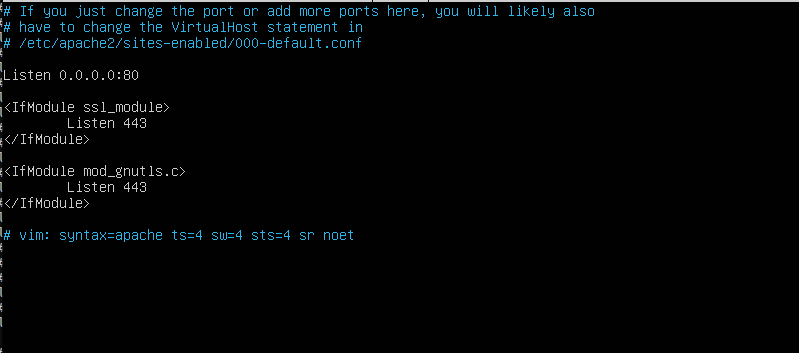 # If you just change the port or add more ports here, you will likely also
# have to change the VirtualHost statement in
# /etc/apache2/sites-enabled/000-default.conf
Listen 0.0.0.0:80
<IfModule ssl_module>
Listen 443
</IfModule>
<IfModule mod_gnutls.c>
Listen 443
</IfModule>
# vim: syntax=apache ts=4 sw=4 sts=4 sr noet